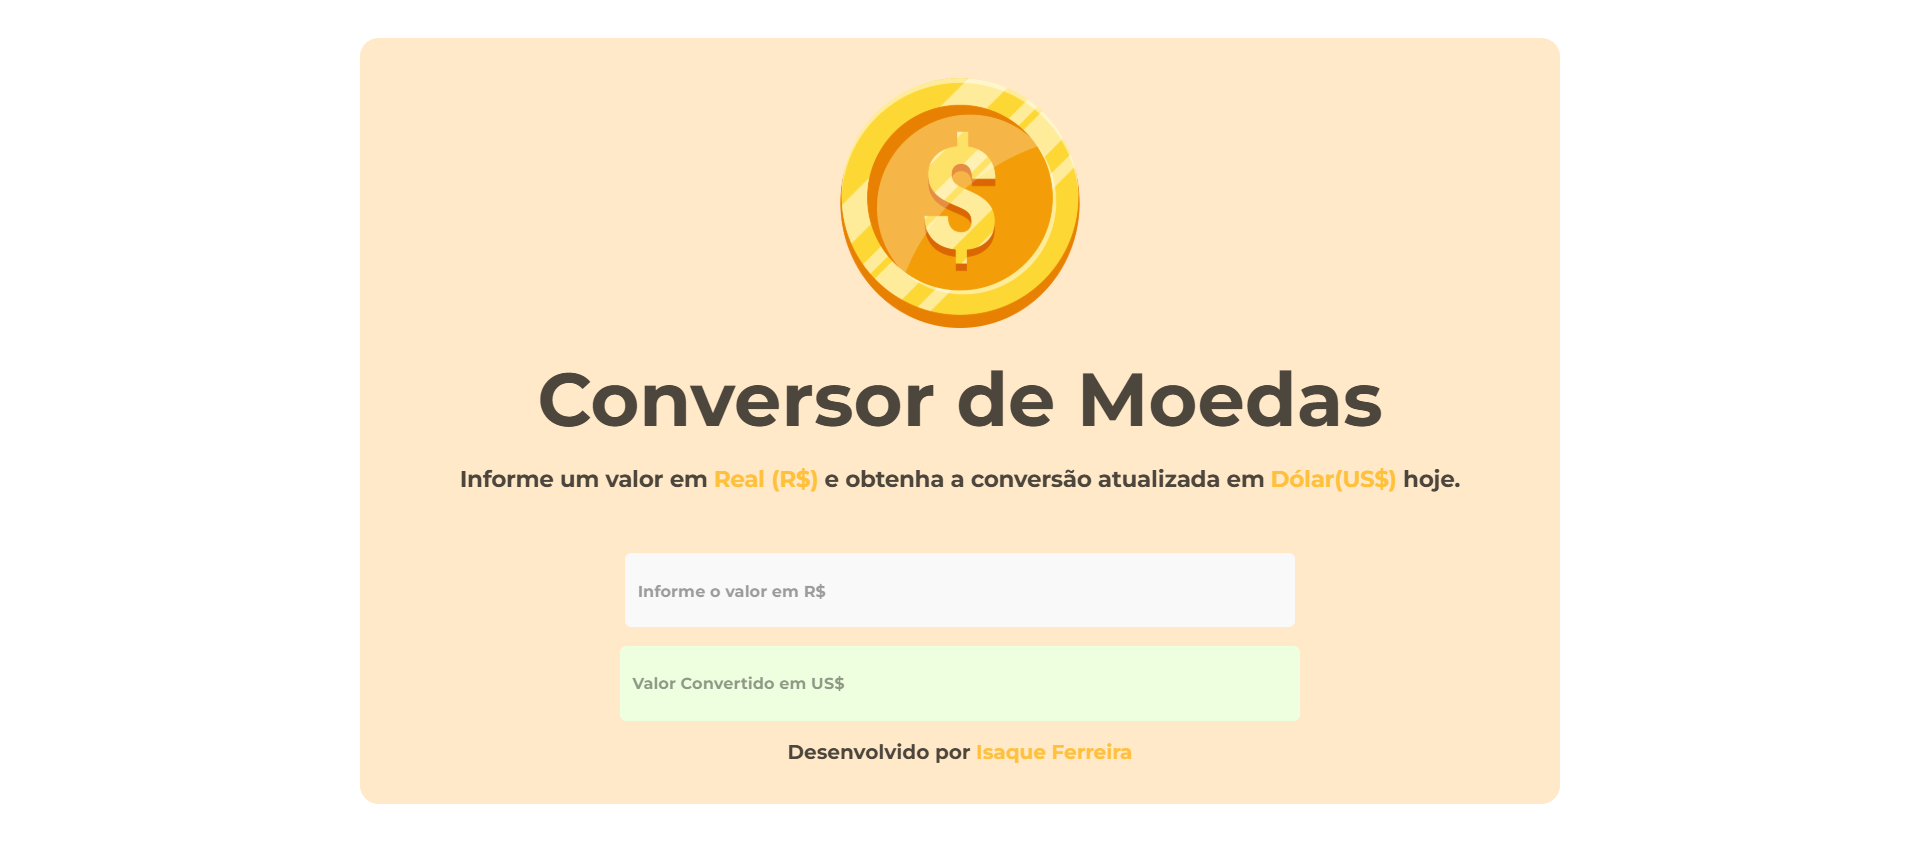 $
Conversor de Moedas
Informe um valor em Real (R$) e obtenha a conversão atualizada em Dólar(US$) hoje.
Informe o valor em R$
Valor Convertido em US$
Desenvolvido por Isaque Ferreira